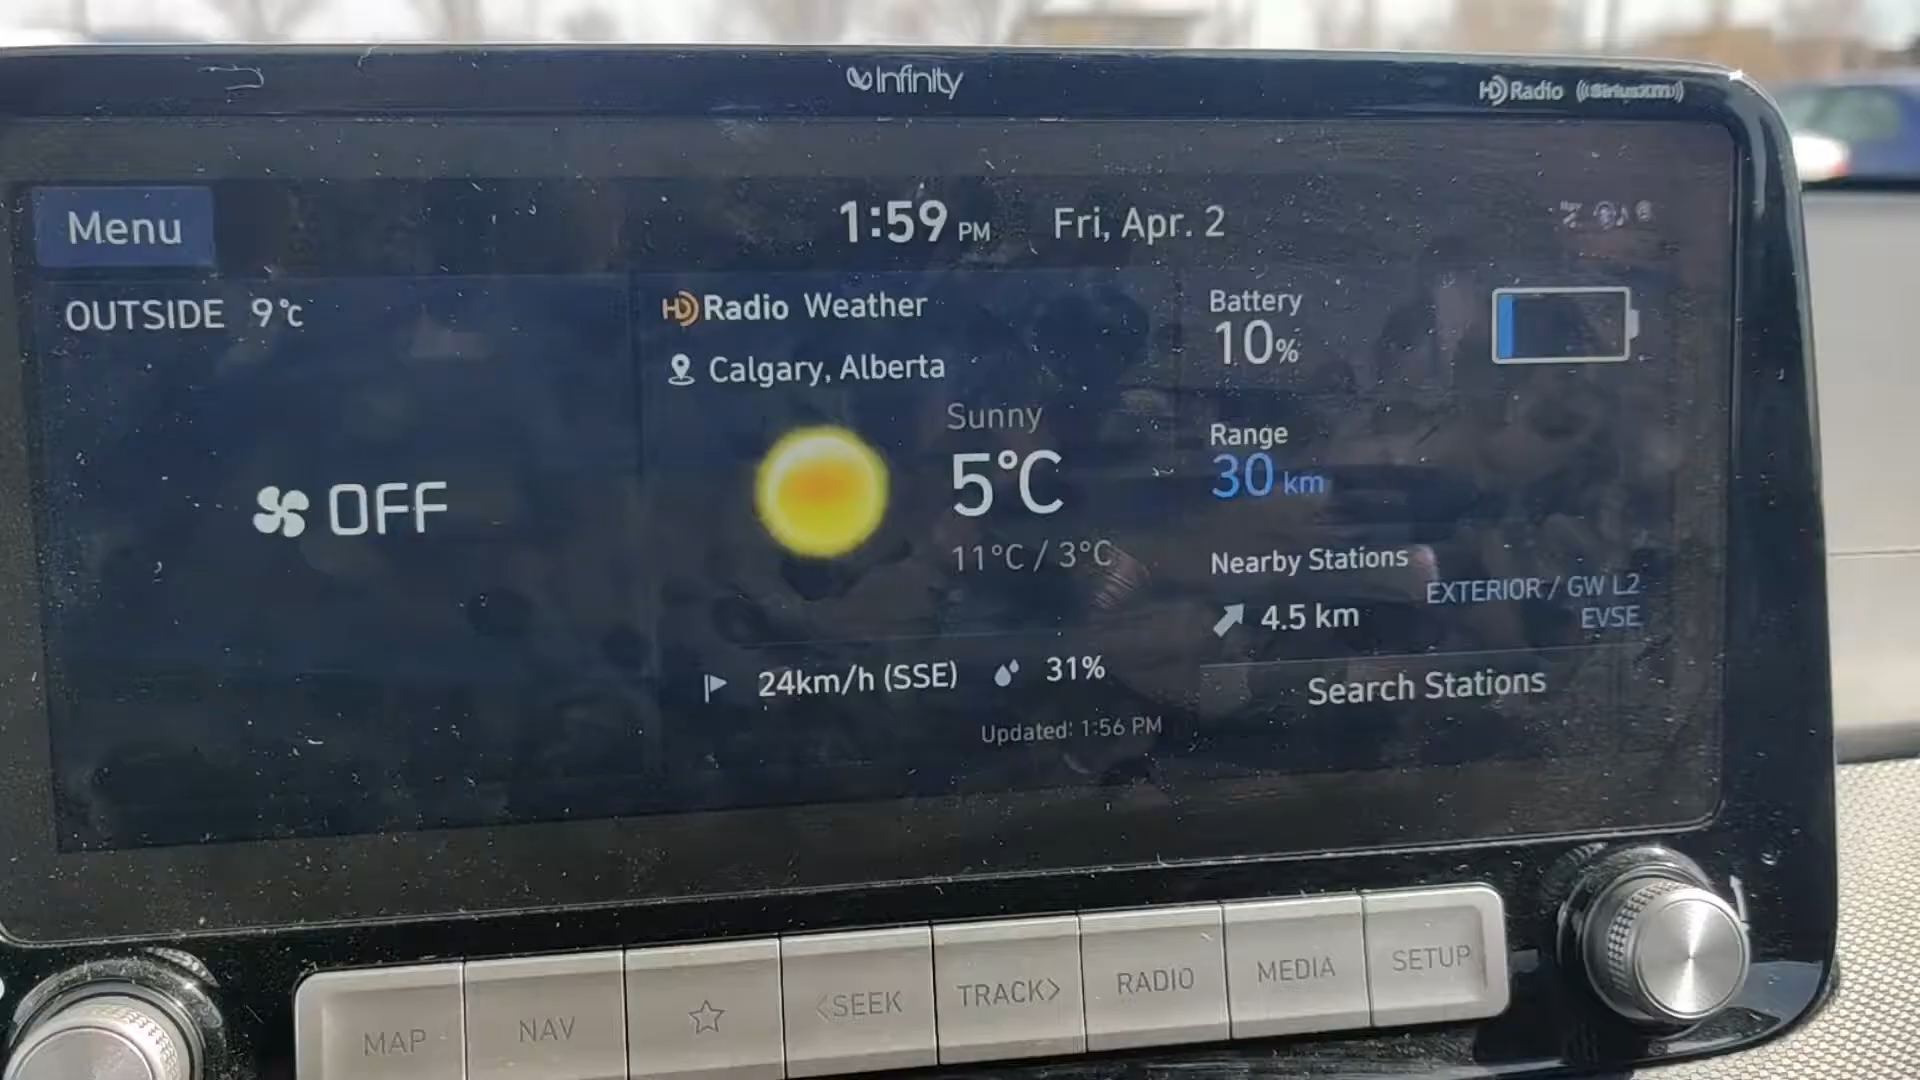 Infinity
HD Radio ((SiriusXM))
Menu
1:59 PM Fri, Apr. 2
OUTSIDE 9°c
OFF
HD Radio Weather
Calgary, Alberta
Sunny
5°C
11°C / 3°C
24km/h (SSE) 31%
Updated: 1:56 PM
Battery
10%
Range
30 km
Nearby Stations
4.5 km
EXTERIOR / GW L2
EVSE
Search Stations
MAP
NAV
<SEEK
TRACK>
RADIO
MEDIA
SETUP